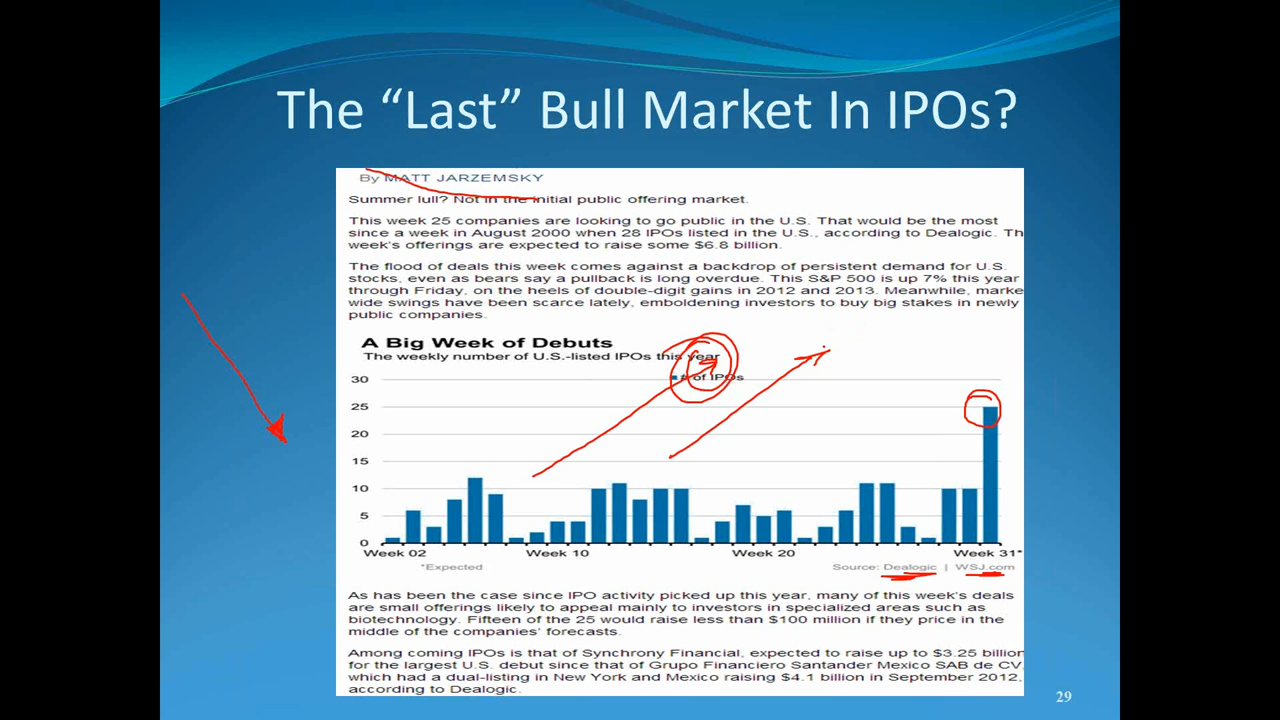 The “Last” Bull Market In IPOs?
By MATT JARZEMSKY
Summer lull? Not in the initial public offering market.
This week 25 companies are looking to go public in the U.S. That would be the most
since a week in August 2000 when 28 IPOs listed in the U.S., according to Dealogic. Th
week's offerings are expected to raise some $6.8 billion.
The flood of deals this week comes against a backdrop of persistent demand for U.S.
stocks, even as bears say a pullback is long overdue. This S&P 500 is up 7% this year
through Friday, on the heels of double-digit gains in 2012 and 2013. Meanwhile, marke
wide swings have been scarce lately, emboldening investors to buy big stakes in newly
public companies.
A Big Week of Debuts
The weekly number of U.S.-listed IPOs this year
# of IPOs
30
25
20
15
10
5
0
Week 02 Week 10 Week 20 Week 31*
*Expected Source: Dealogic | WSJ.com
As has been the case since IPO activity picked up this year, many of this week's deals
are small offerings likely to appeal mainly to investors in specialized areas such as
biotechnology. Fifteen of the 25 would raise less than $100 million if they price in the
middle of the companies' forecasts.
Among coming IPOs is that of Synchrony Financial, expected to raise up to $3.25 billion
for the largest U.S. debut since that of Grupo Financiero Santander Mexico SAB de CV,
which had a dual-listing in New York and Mexico raising $4.1 billion in September 2012,
according to Dealogic.
29